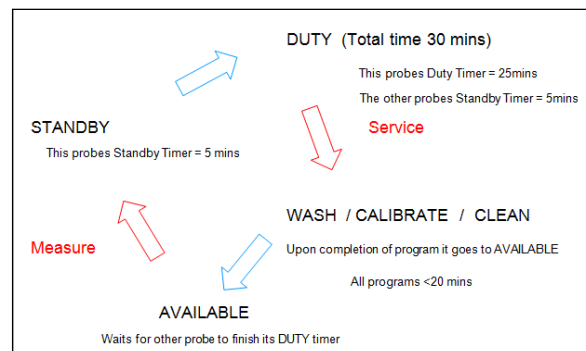 DUTY (Total time 30 mins)
This probes Duty Timer = 25mins
The other probes Standby Timer = 5mins
Service
STANDBY
This probes Standby Timer = 5 mins
WASH / CALIBRATE / CLEAN
Measure
Upon completion of program it goes to AVAILABLE
All programs <20 mins
AVAILABLE
Waits for other probe to finish its DUTY timer